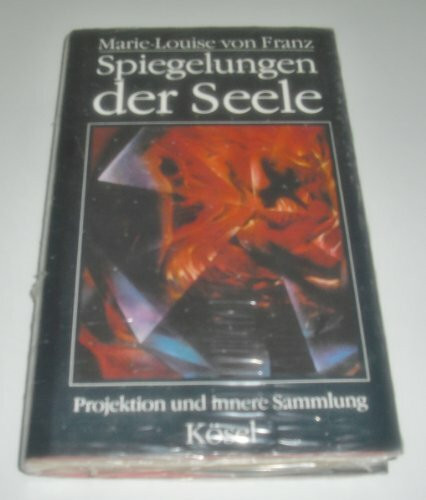 Marie-Louise von Franz
Spiegelungen
der Seele
Projektion und innere Sammlung
Kösel